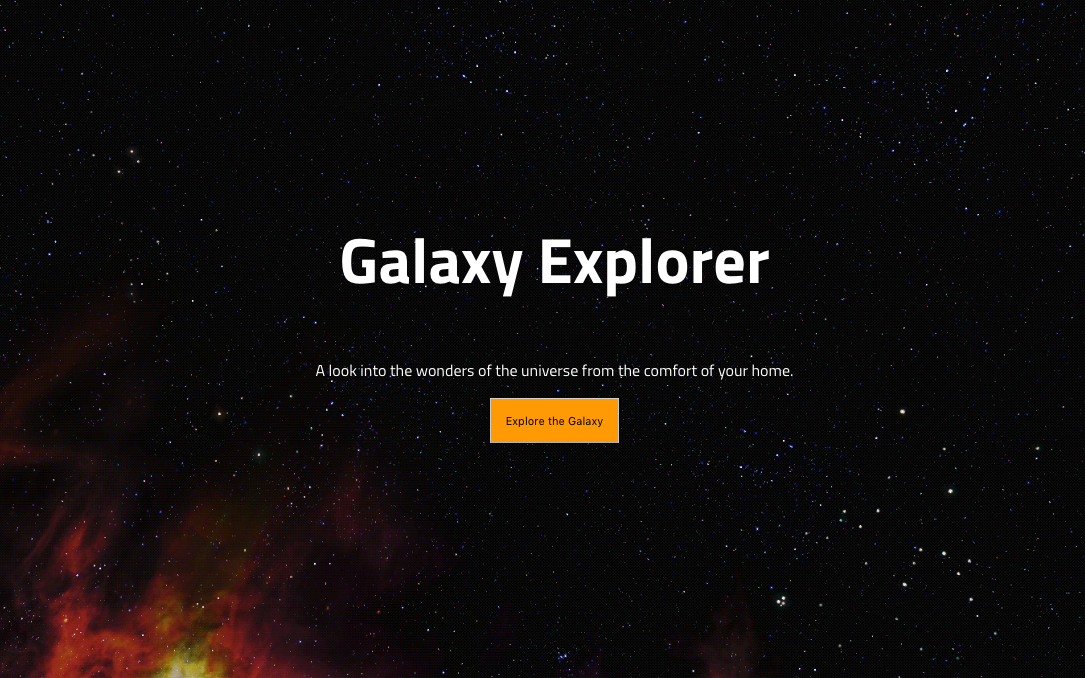 Galaxy Explorer
A look into the wonders of the universe from the comfort of your home.
Explore the Galaxy